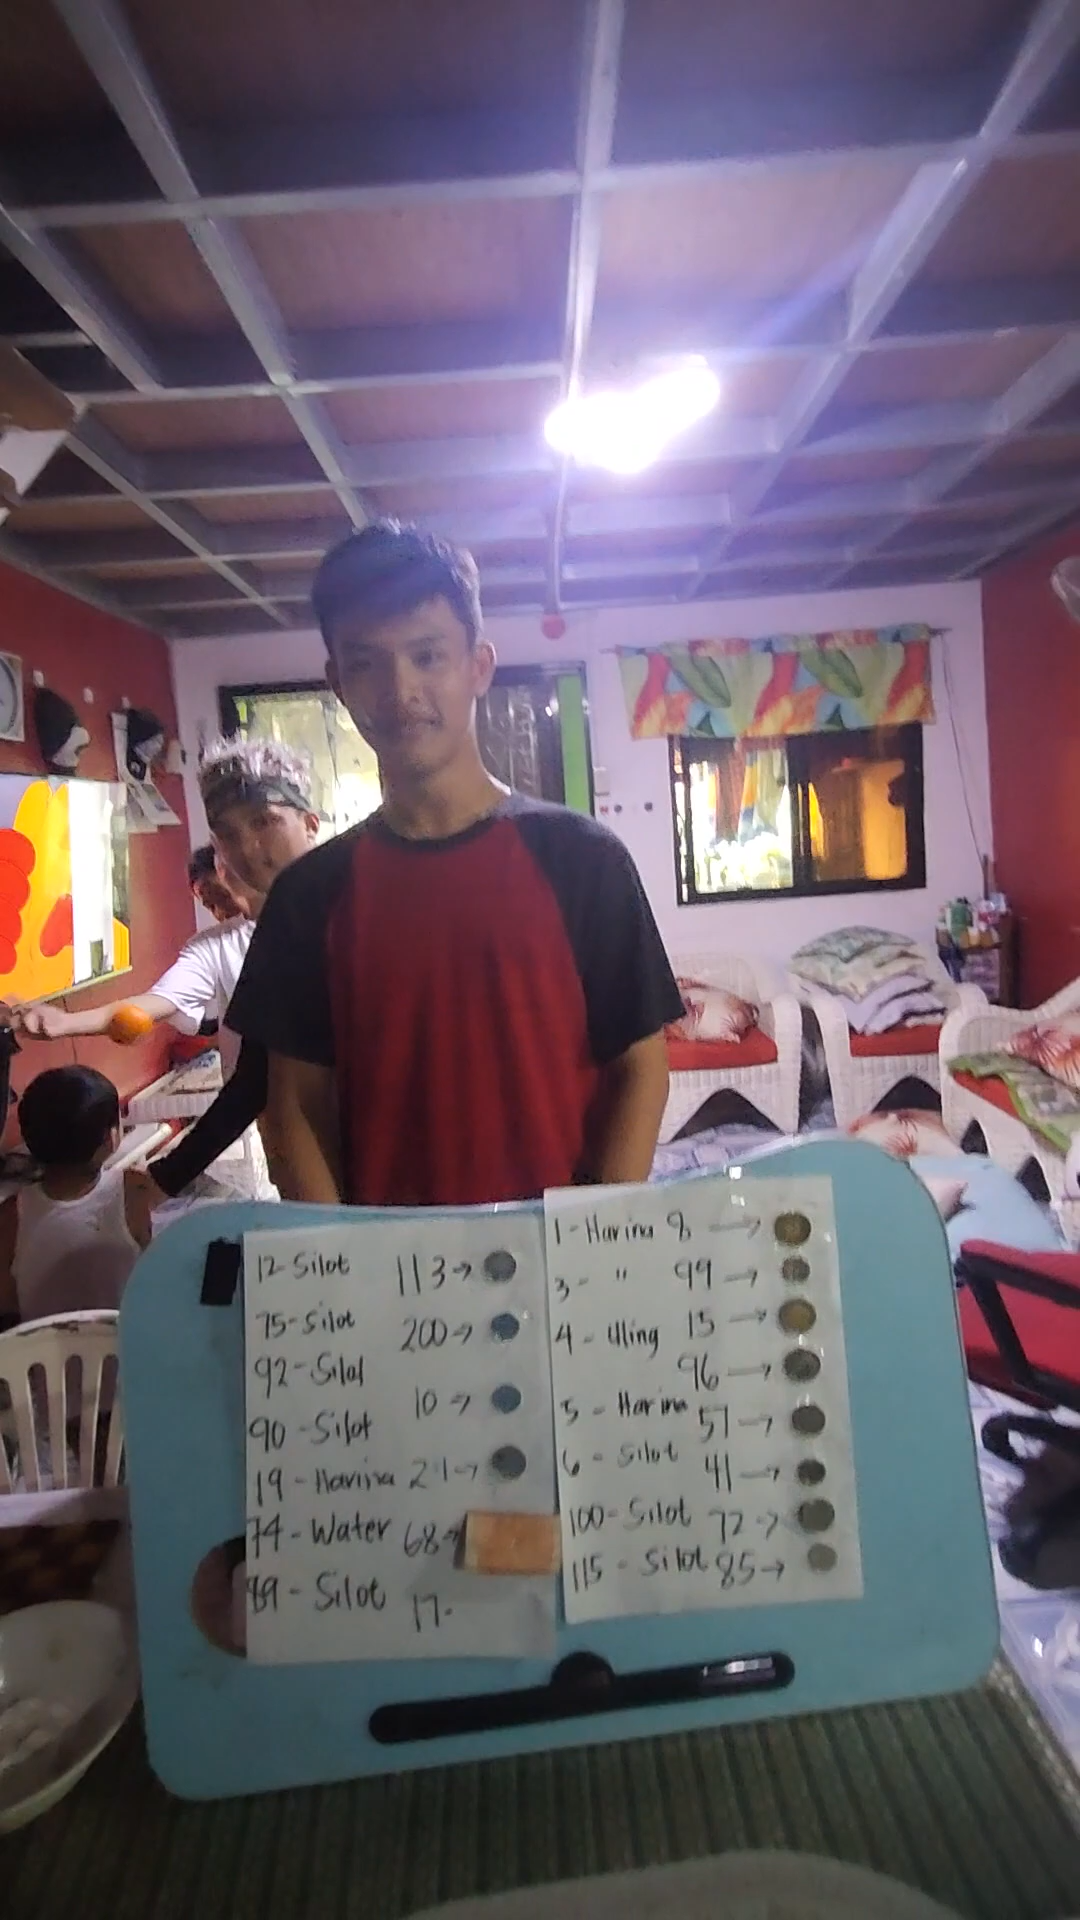 12-Silot
113→
75-Silot
200→
92-Silot
10→
90-Silot
19-Harina 21→
74-Water 68→
89-Silot
17-
1-Harina 8→
3- " 99→
4-Uling 15→
96→
5-Harina 57→
6-Silot 41→
100-Silot 72→
115-Silot 85→